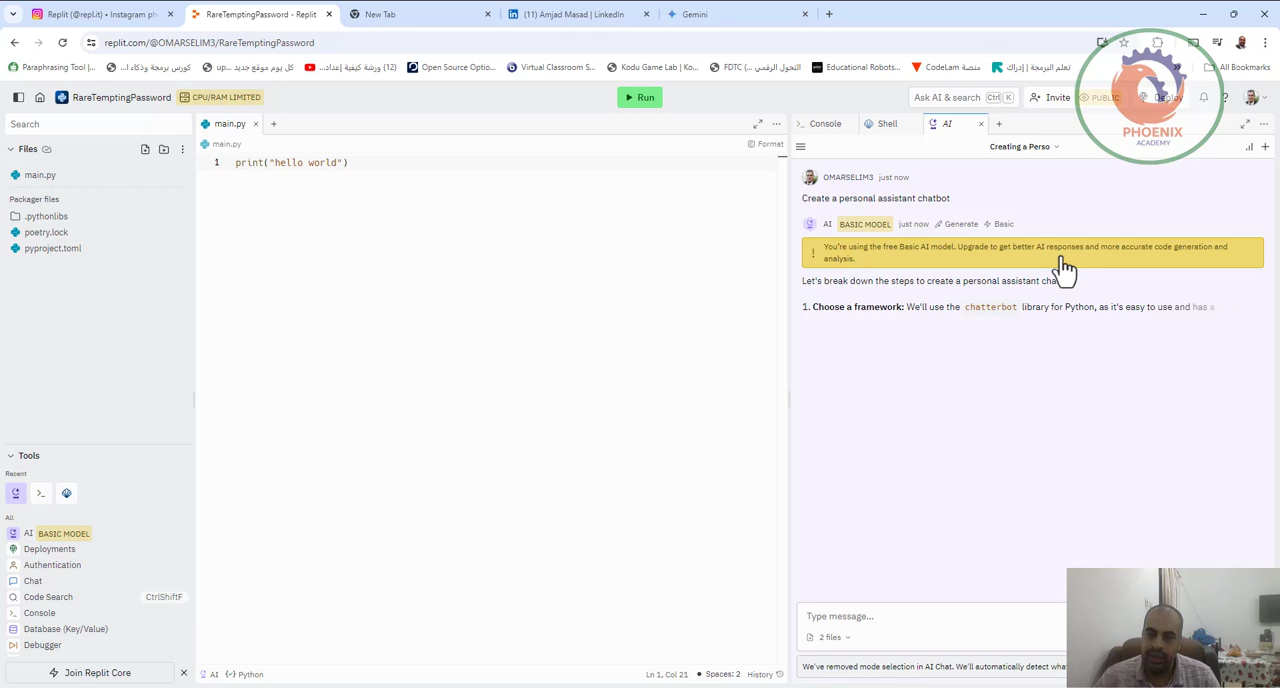 Replit (@replit) • Instagram ph
RareTemptingPassword - Replit
New Tab
(11) Amjad Masad | LinkedIn
Gemini
replit.com/@OMARSELIM3/RareTemptingPassword
Paraphrasing Tool |...
كورس برمجة وذكاء ا...
كل يوم موقع جديد up...
(12) ورشة كيفية إعداد...
Cognitive Job Optio...
Virtual Classroom S...
Kodu Game Lab | Ko...
FDTC (التحول الرقمي...
Educational Robots...
منصة CodeLam
تعلم البرمجة | إدراك
All Bookmarks
RareTemptingPassword
CPU/RAM LIMITED
Run
Ask AI & search Ctrl K
Invite
PUBLIC
Deploy
PHOENIX
ACADEMY
Search
main.py
Console
Shell
AI
Files
main.py
Format
Creating a Perso
1 print("hello world")
main.py
Packager files
.pythonlibs
poetry.lock
pyproject.toml
OMARSELIM3 just now
Create a personal assistant chatbot
AI BASIC MODEL just now Generate Basic
You're using the free Basic AI model. Upgrade to get better AI responses and more accurate code generation and
analysis.
Let's break down the steps to create a personal assistant cha
1. Choose a framework: We'll use the chatterbot library for Python, as it's easy to use and has a
Tools
Recent
All
AI BASIC MODEL
Deployments
Authentication
Chat
Code Search CtrlShiftF
Console
Database (Key/Value)
Debugger
Join Replit Core
Type message...
2 files
We've removed mode selection in AI Chat. We'll automatically detect what
AI
Python
Ln 1, Col 21
Spaces: 2
History